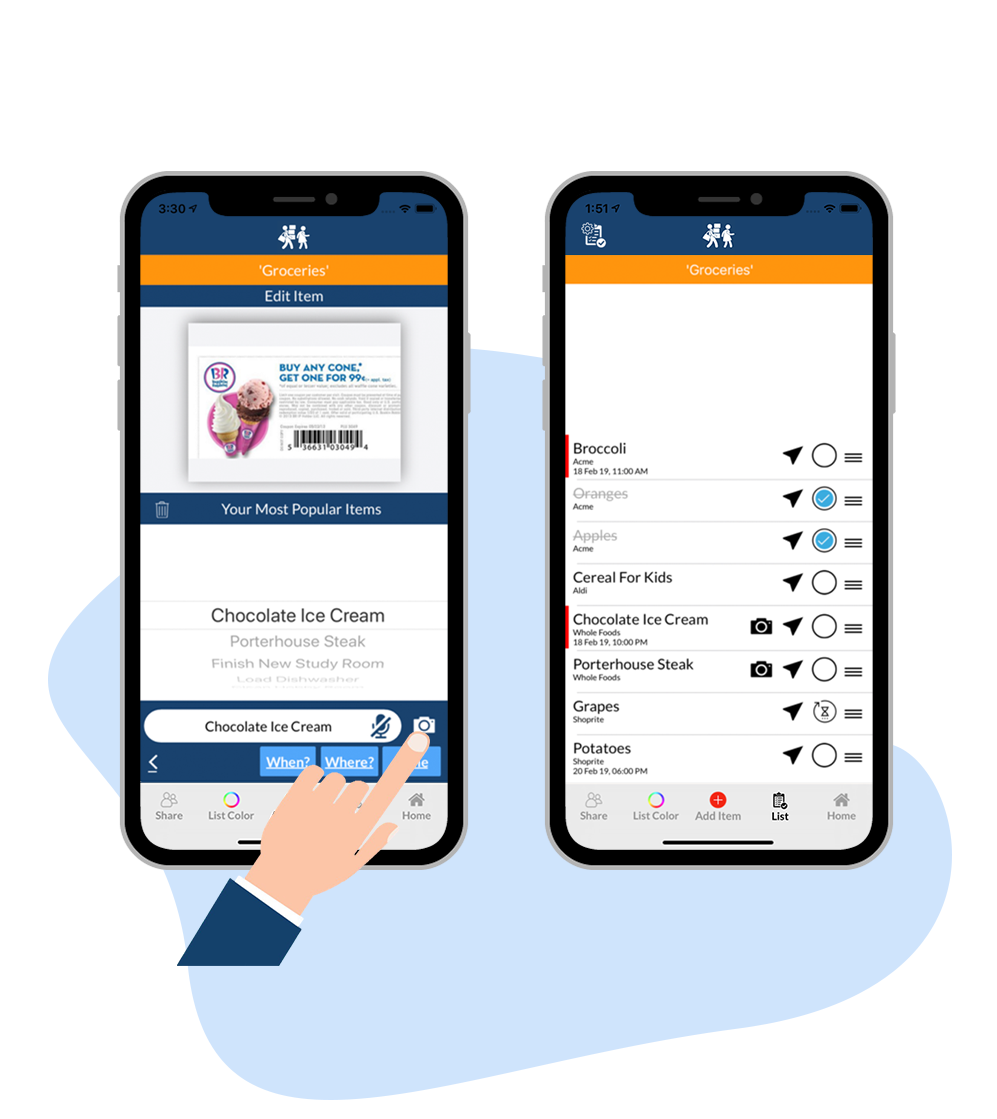 3:30
'Groceries'
Edit Item
BR
BUY ANY CONE,*
GET ONE FOR 99¢(+ appl. tax)
5 36631 03049 4
Your Most Popular Items
Chocolate Ice Cream
Porterhouse Steak
Finish New Study Room
Load Dishwasher
Chocolate Ice Cream
When?
Where?
Share
List Color
Home
1:51
'Groceries'
Broccoli
Acme
18 Feb 19, 11:00 AM
Oranges
Acme
Apples
Acme
Cereal For Kids
Aldi
Chocolate Ice Cream
Whole Foods
18 Feb 19, 10:00 PM
Porterhouse Steak
Whole Foods
Grapes
Shoprite
Potatoes
Shoprite
20 Feb 19, 06:00 PM
Share
List Color
Add Item
List
Home